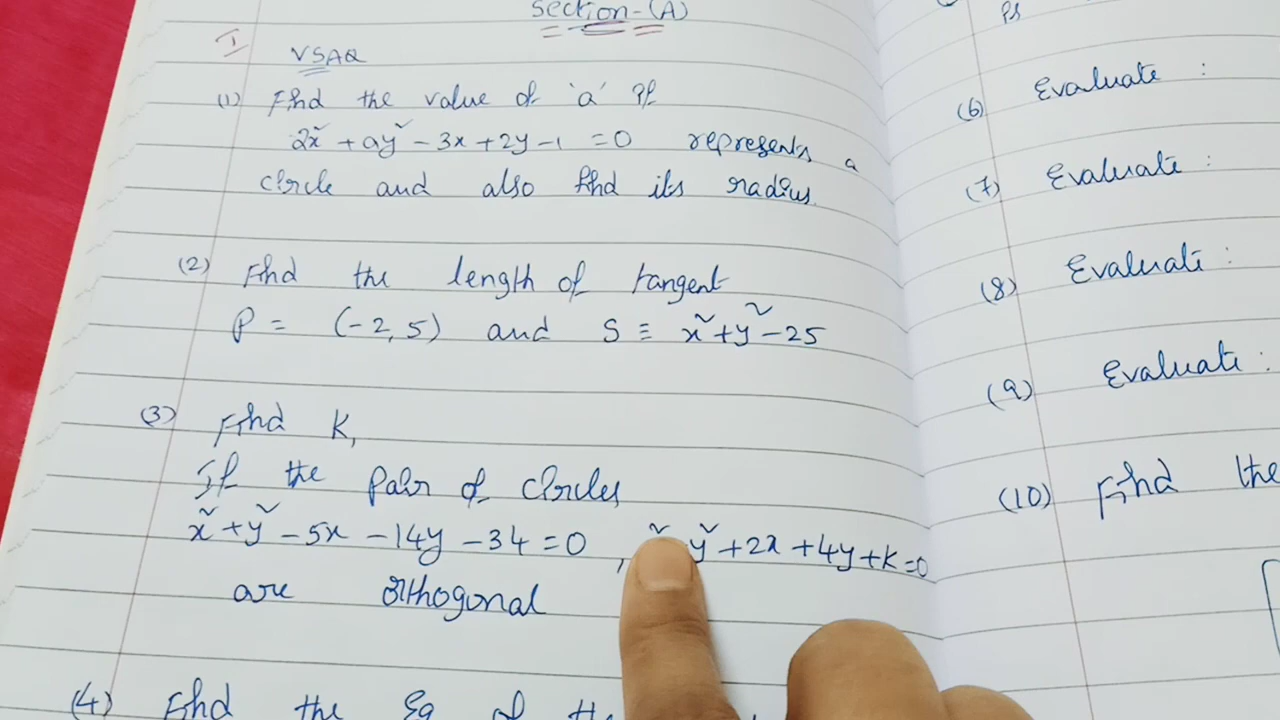 Section-(A)
I
VSAQ
(1) Find the value of 'a' if
2x² + ay² - 3x + 2y - 1 = 0 represents a
circle and also find its radius.
(2) Find the length of tangent
P = (-2, 5) and S ≡ x² + y² - 25
(3) Find K,
If the pair of circles
x² + y² - 5x - 14y - 34 = 0 , ² y² + 2x + 4y + K = 0
are orthogonal
(4) Find the Eq of the
(6) Evaluate :
(7) Evaluate :
(8) Evaluate :
(9) Evaluate :
(10) Find the